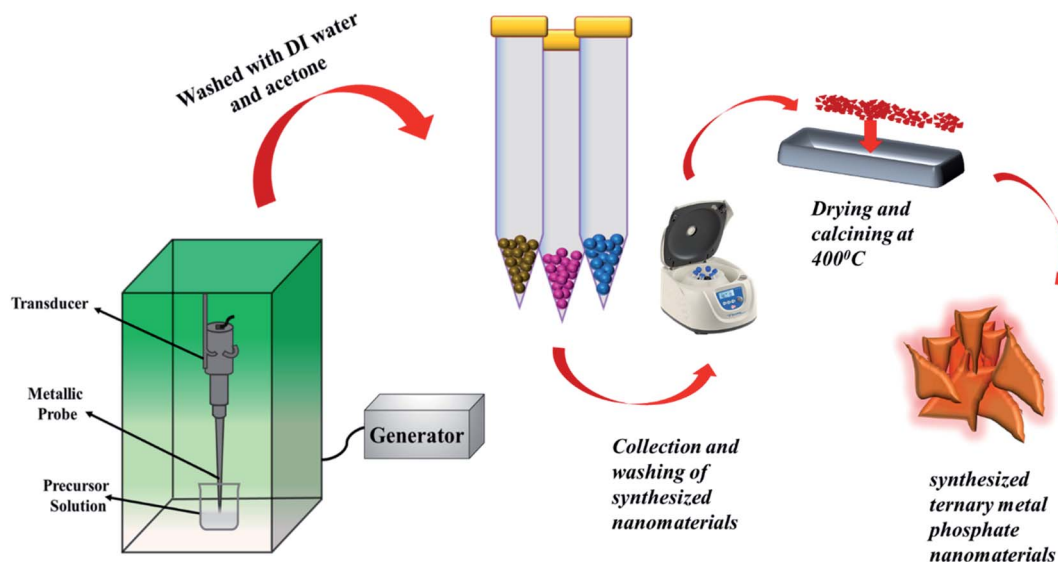 Washed with DI water
and acetone
Transducer
Metallic
Probe
Precursor
Solution
Generator
Collection and
washing of
synthesized
nanomaterials
Drying and
calcining at
400⁰C
synthesized
ternary metal
phosphate
nanomaterials